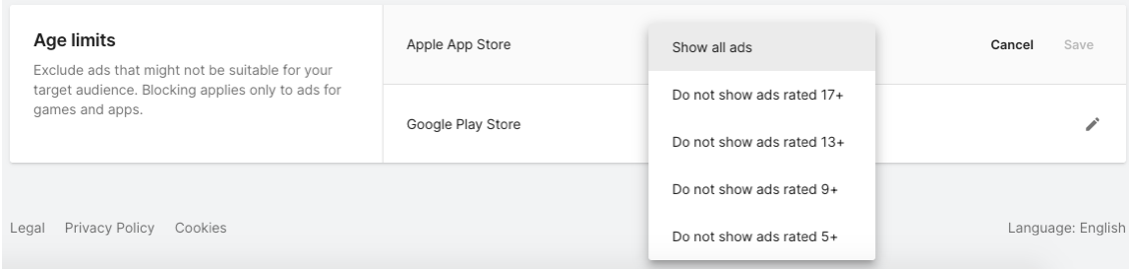 Age limits
Exclude ads that might not be suitable for your
target audience. Blocking applies only to ads for
games and apps.
Apple App Store
Show all ads
Do not show ads rated 17+
Do not show ads rated 13+
Do not show ads rated 9+
Do not show ads rated 5+
Cancel
Save
Google Play Store
Legal
Privacy Policy
Cookies
Language: English